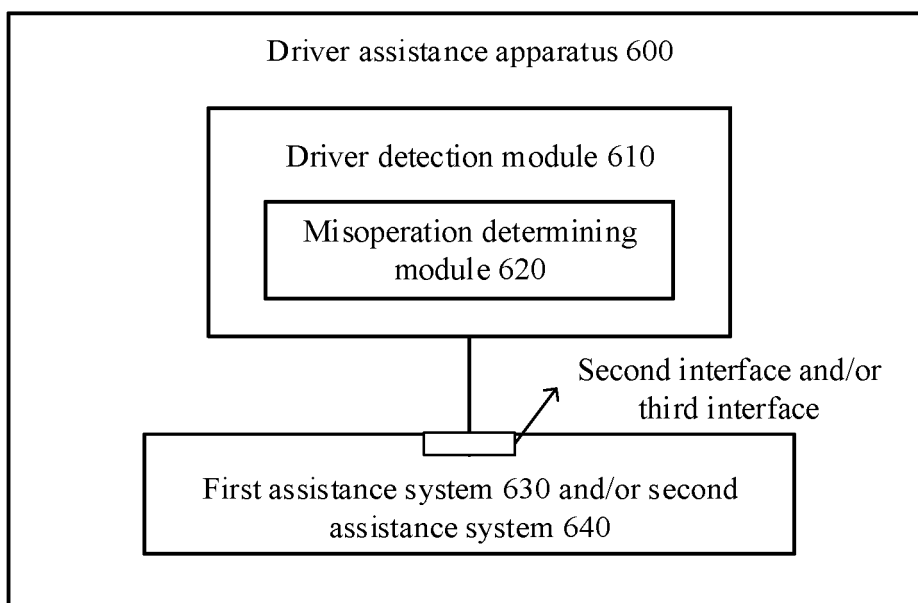 Driver assistance apparatus 600
Driver detection module 610
Misoperation determining
module 620
Second interface and/or
third interface
First assistance system 630 and/or second
assistance system 640